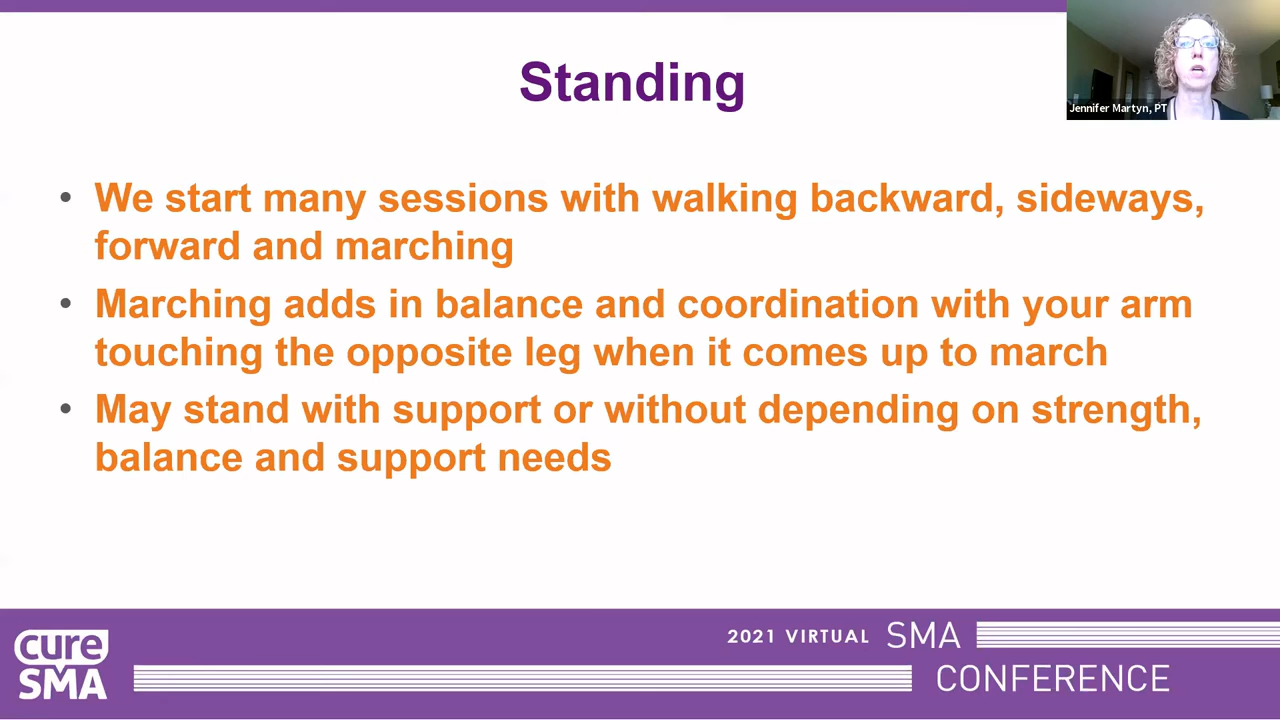 Jennifer Martyn, PT
Standing
• We start many sessions with walking backward, sideways,
forward and marching
• Marching adds in balance and coordination with your arm
touching the opposite leg when it comes up to march
• May stand with support or without depending on strength,
balance and support needs
cure
SMA
2021 VIRTUAL SMA
CONFERENCE